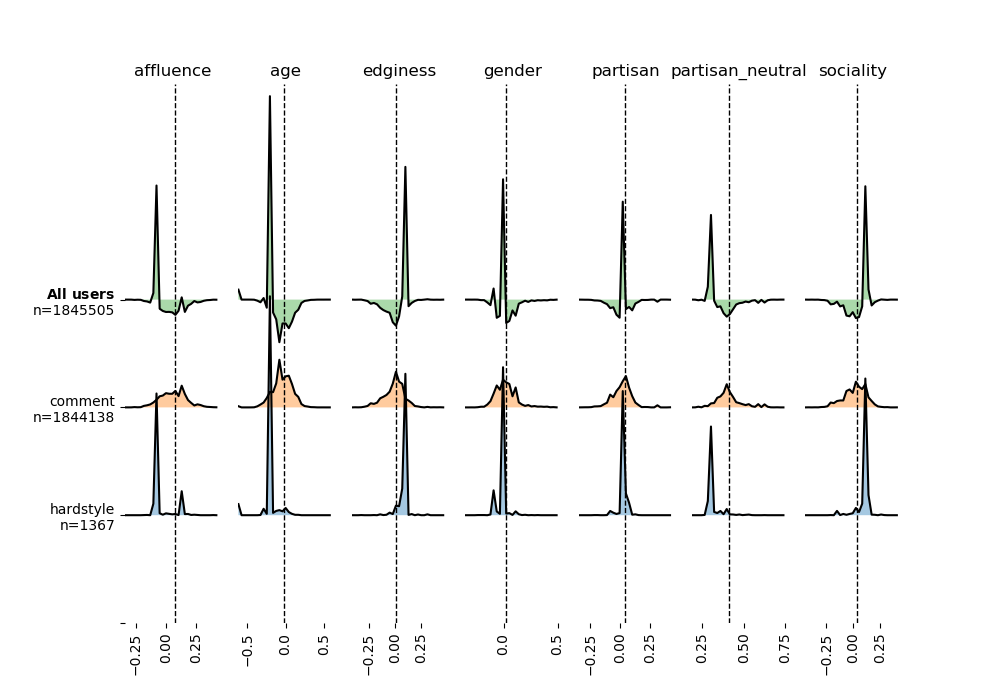 affluence age edginess gender partisan partisan_neutral sociality
All users
n=1845505
comment
n=1844138
hardstyle
n=1367
−0.25 0.00 0.25 −0.5 0.0 0.5 −0.25 0.00 0.25 0.0 0.5 −0.25 0.00 0.25 0.25 0.50 0.75 −0.25 0.00 0.25